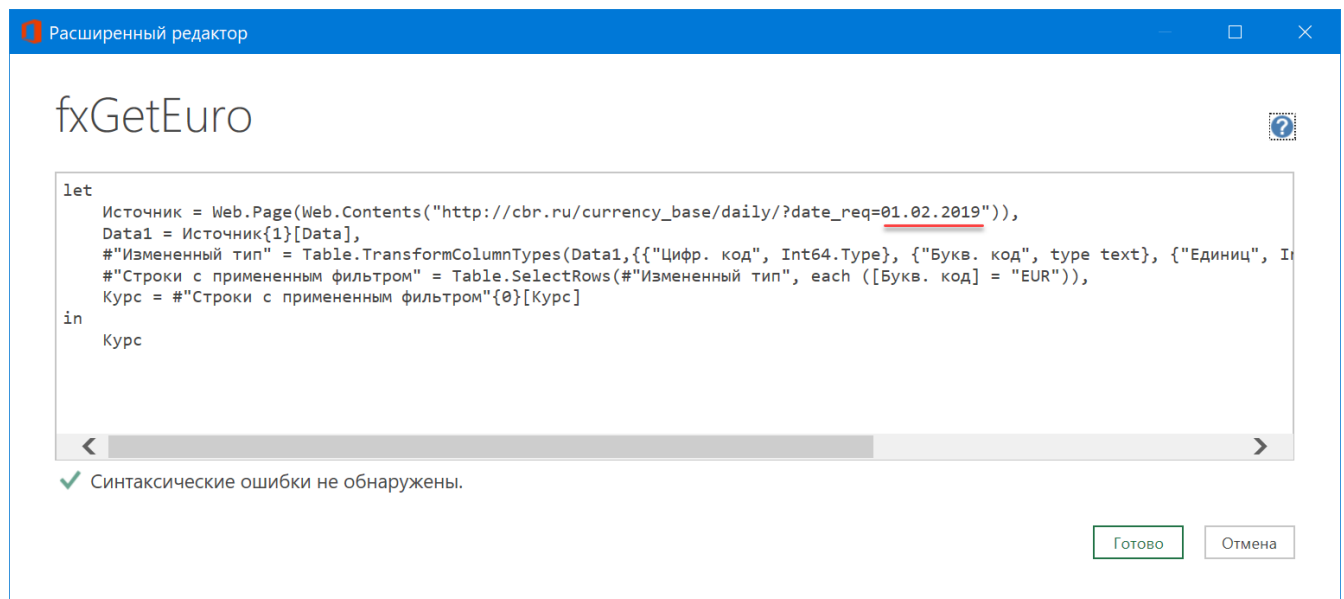 Расширенный редактор
fxGetEuro
let
Источник = Web.Page(Web.Contents("http://cbr.ru/currency_base/daily/?date_req=01.02.2019")),
Data1 = Источник{1}[Data],
#"Измененный тип" = Table.TransformColumnTypes(Data1,{{"Цифр. код", Int64.Type}, {"Букв. код", type text}, {"Единиц",
#"Строки с примененным фильтром" = Table.SelectRows(#"Измененный тип", each ([Букв. код] = "EUR")),
Курс = #"Строки с примененным фильтром"{0}[Курс]
in
Курс
Синтаксические ошибки не обнаружены.
Готово
Отмена